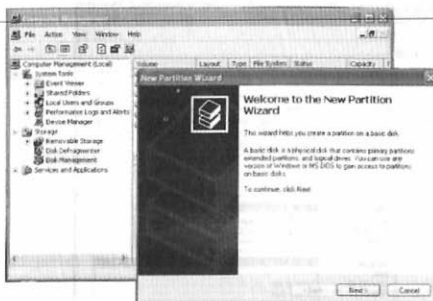 File Action View Window Help
Computer Management (Local)
System Tools
Event Viewer
Shared Folders
Local Users and Groups
Performance Logs and Alerts
Device Manager
Storage
Removable Storage
Disk Defragmenter
Disk Management
Services and Applications
Volume Layout Type File System Status Capacity
New Partition Wizard
Welcome to the New Partition
Wizard
This wizard helps you create a partition on a basic disk.
A basic disk is a physical disk that contains primary partitions,
extended partitions, and logical drives. You can use any
version of Windows or MS-DOS to gain access to partitions
on basic disks.
To continue, click Next.
Next > Cancel